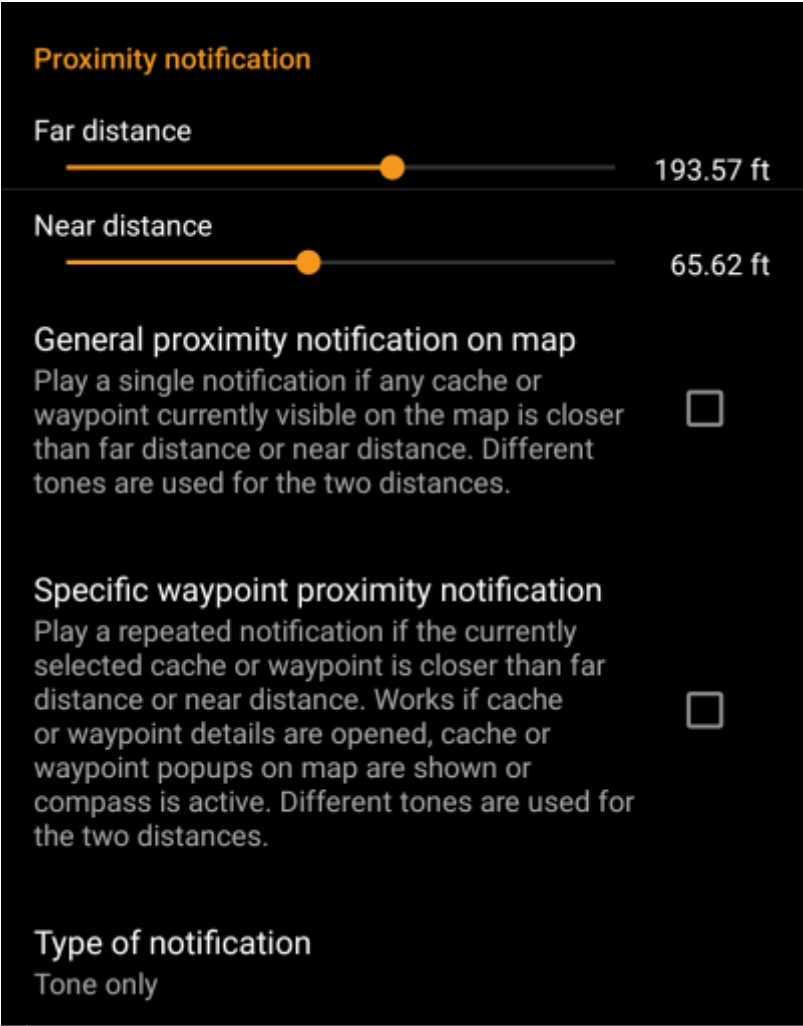 Proximity notification
Far distance
193.57 ft
Near distance
65.62 ft
General proximity notification on map
Play a single notification if any cache or
waypoint currently visible on the map is closer
than far distance or near distance. Different
tones are used for the two distances.
Specific waypoint proximity notification
Play a repeated notification if the currently
selected cache or waypoint is closer than far
distance or near distance. Works if cache
or waypoint details are opened, cache or
waypoint popups on map are shown or
compass is active. Different tones are used for
the two distances.
Type of notification
Tone only